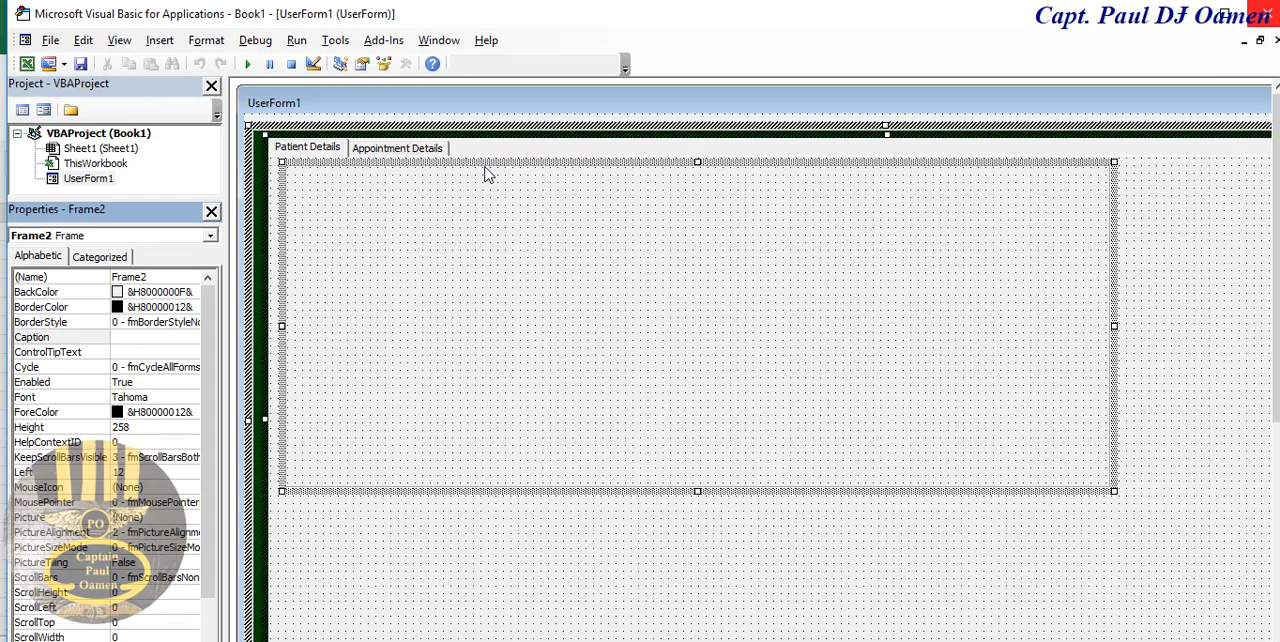 Microsoft Visual Basic for Applications - Book1 - [UserForm1 (UserForm)]
Capt. Paul DJ Oamen
File Edit View Insert Format Debug Run Tools Add-Ins Window Help
Project - VBAProject
VBAProject (Book1)
Sheet1 (Sheet1)
ThisWorkbook
UserForm1
Properties - Frame2
Frame2 Frame
Alphabetic Categorized
(Name) Frame2
BackColor &H8000000F&
BorderColor &H80000012&
BorderStyle 0 - fmBorderStyleNo
Caption
ControlTipText
Cycle 0 - fmCycleAllForms
Enabled True
Font Tahoma
ForeColor &H80000012&
Height 258
HelpContextID 0
KeepScrollBarsVisible 3 - fmScrollBarsBoth
Left 12
MouseIcon (None)
MousePointer 0 - fmMousePointer
Picture (None)
PictureAlignment 2 - fmPictureAlignm
PictureSizeMode 0 - fmPictureSizeMo
PictureTiling False
ScrollBars 0 - fmScrollBarsNon
ScrollHeight 0
ScrollLeft 0
ScrollTop 0
ScrollWidth 0
PO
Captain
Paul
Oamen
UserForm1
Patient Details Appointment Details